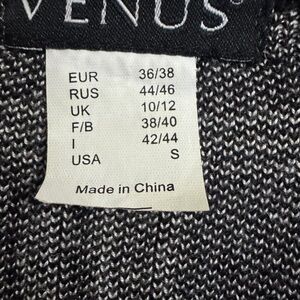 VENUS®
EUR 36/38
RUS 44/46
UK 10/12
F/B 38/40
I 42/44
USA S
Made in China